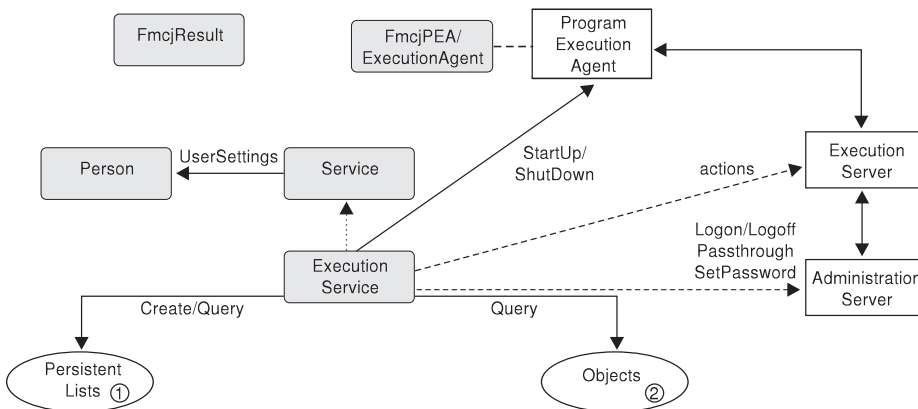 FmcjResult
FmcjPEA/
ExecutionAgent
Program
Execution
Agent
Person
UserSettings
Service
StartUp/
ShutDown
actions
Execution
Server
Logon/Logoff
Passthrough
SetPassword
Execution
Service
Administration
Server
Create/Query
Query
Persistent
Lists ①
Objects ②